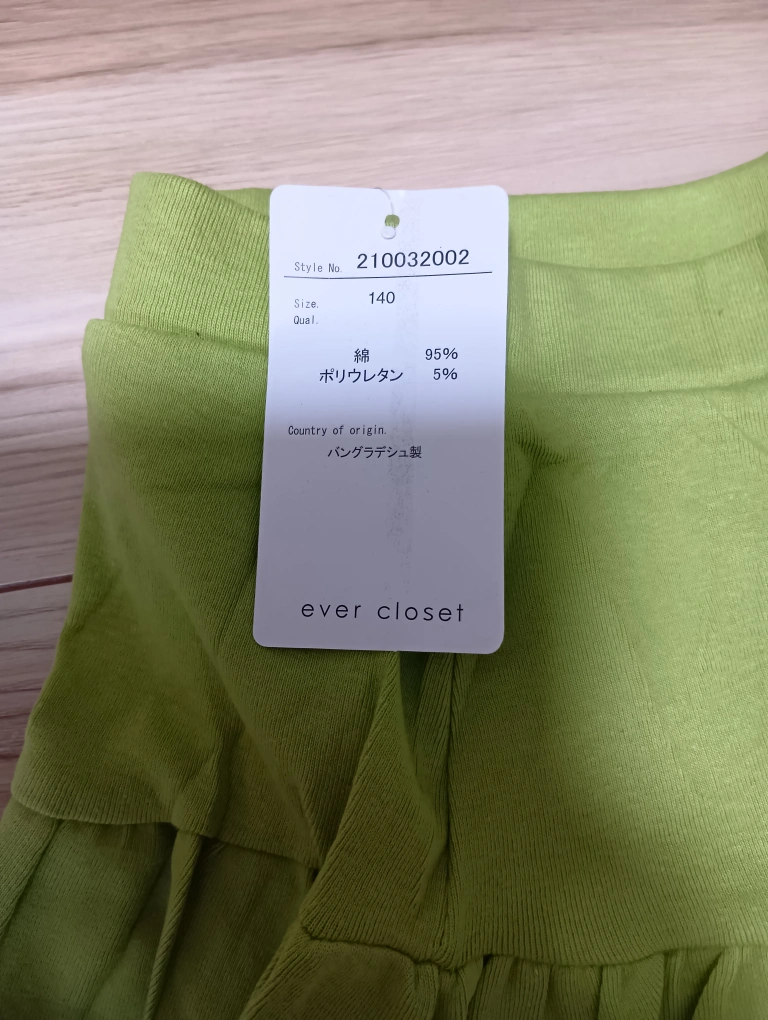 Style No. 210032002
Size. 140
Qual.
綿 95%
ポリウレタン 5%
Country of origin.
バングラデシュ製
ever closet